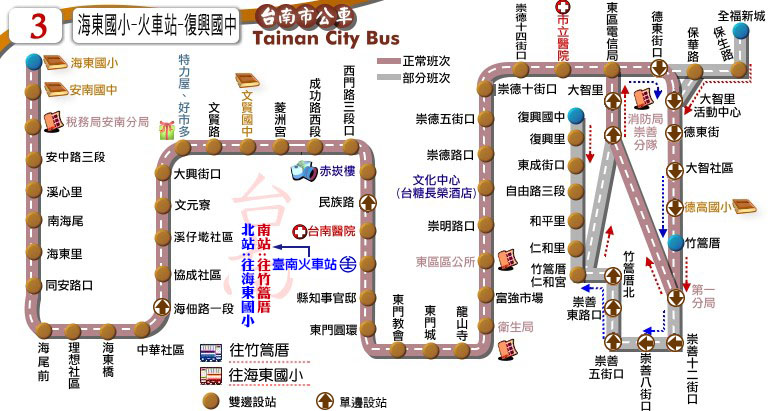 3
海東國小-火車站-復興國中
台南市公車
Tainan City Bus
正常班次
部分班次
海東國小
安南國中
稅務局安南分局
安中路三段
溪心里
南海尾
海東里
同安路口
海尾前
理想社區
海東橋
中華社區
海佃路一段
協成社區
溪仔墘社區
文元寮
大興街口
特力屋、好市多
文賢路
文賢國中
菱洲宮
成功路西段
西門路三段口
赤崁樓
民族路
台南醫院
臺南火車站
縣知事官邸
東門圓環
東門教會
東門城
龍山寺
衛生局
富強市場
東區區公所
崇明路口
文化中心
(台糖長榮酒店)
崇德路口
崇德五街口
崇德十街口
崇德十四街口
市立醫院
東區電信局
德東街口
保華路
保生路
全福新城
大智里
大智里
活動中心
消防局
崇善
分隊
德東街
大智社區
德高國小
竹篙厝
第一
分局
崇善十二街口
崇善八街口
崇善
五街口
竹篙厝北
崇善
東路口
竹篙厝
仁和宮
仁和里
和平里
自由路三段
東成街口
復興里
復興國中
台南
南站:往竹篙厝
北站:往海東國小
往竹篙厝
往海東國小
雙邊設站
單邊設站